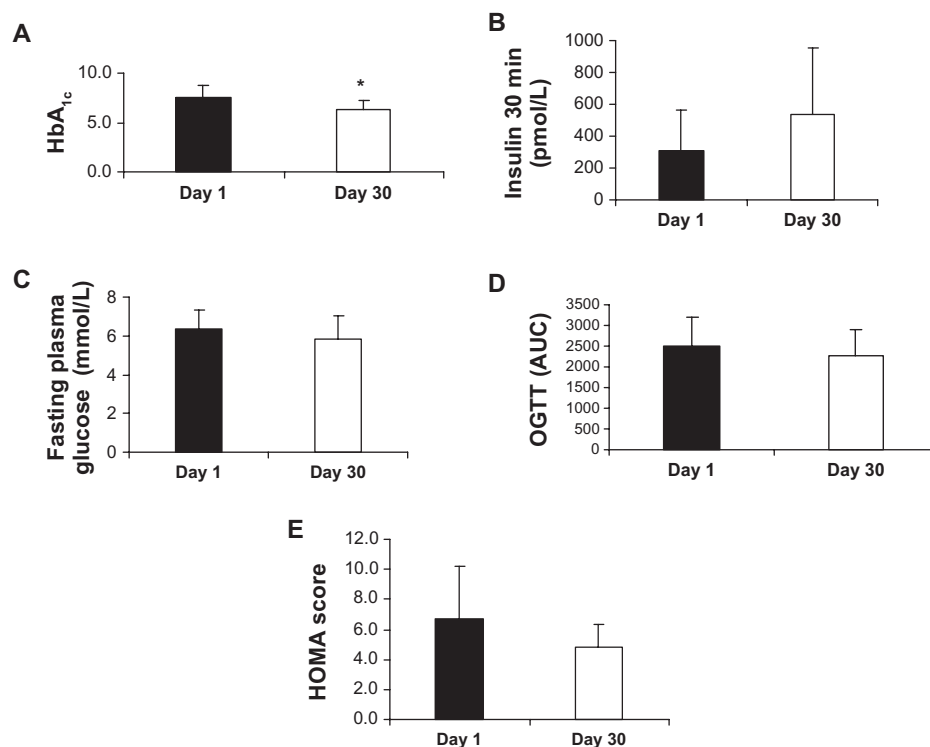 A
HbA1c
10.0
5.0
0.0
*
Day 1
Day 30
B
Insulin 30 min
(pmol/L)
1000
800
600
400
200
0
Day 1
Day 30
C
Fasting plasma
glucose (mmol/L)
8
6
4
2
0
Day 1
Day 30
D
OGTT (AUC)
3500
3000
2500
2000
1500
1000
500
0
Day 1
Day 30
E
HOMA score
12.0
10.0
8.0
6.0
4.0
2.0
0.0
Day 1
Day 30